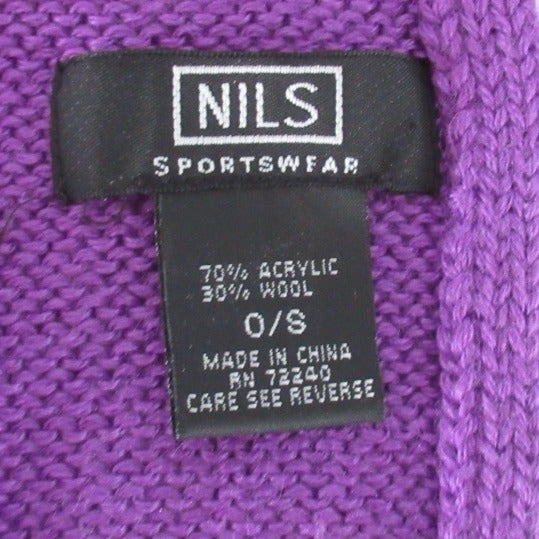 NILS
SPORTSWEAR
70% ACRYLIC
30% WOOL
O/S
MADE IN CHINA
RN 72240
CARE SEE REVERSE